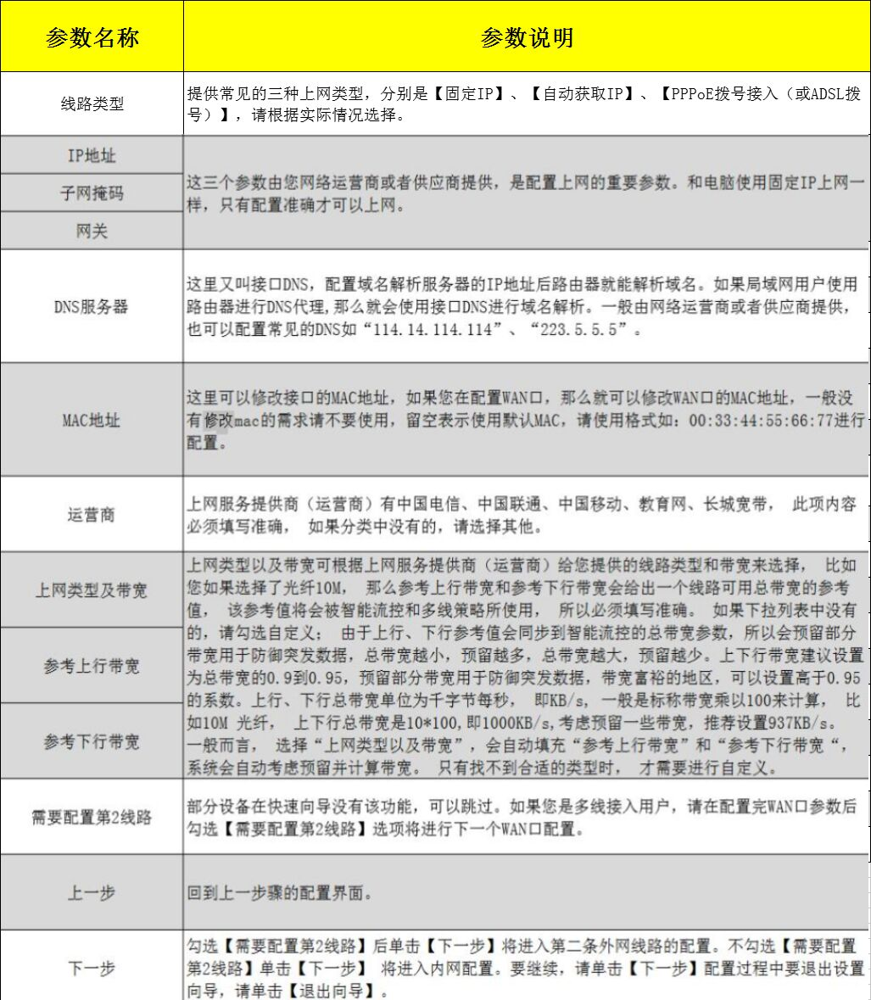 参数名称 参数说明
线路类型
提供常见的三种上网类型，分别是【固定IP】、【自动获取IP】、【PPPoE拨号接入（或ADSL拨
号）】，请根据实际情况选择。
IP地址
子网掩码
网关
这三个参数由您网络运营商或者供应商提供，是配置上网的重要参数。和电脑使用固定IP上网一
样，只有配置准确才可以上网。
DNS服务器
这里又叫接口DNS，配置域名解析服务器的IP地址后路由器就能解析域名。如果局域网用户使用
路由器进行DNS代理,那么就会使用接口DNS进行域名解析。一般由网络运营商或者供应商提供，
也可以配置常见的DNS如“114.14.114.114”、“223.5.5.5”。
MAC地址
这里可以修改接口的MAC地址，如果您在配置WAN口，那么就可以修改WAN口的MAC地址，一般没
有修改mac的需求请不要使用，留空表示使用默认MAC，请使用格式如：00:33:44:55:66:77进行
配置。
运营商
上网服务提供商（运营商）有中国电信、中国联通、中国移动、教育网、长城宽带， 此项内容
必须填写准确， 如果分类中没有的，请选择其他。
上网类型及带宽
参考上行带宽
参考下行带宽
上网类型以及带宽可根据上网服务提供商（运营商）给您提供的线路类型和带宽来选择， 比如
您如果选择了光纤10M， 那么参考上行带宽和参考下行带宽会给出一个线路可用总带宽的参考
值， 该参考值将会被智能流控和多线策略所使用， 所以必须填写准确。 如果下拉列表中没有
的，请勾选自定义； 由于上行、下行参考值会同步到智能流控的总带宽参数，所以会预留部分
带宽用于防御突发数据，总带宽越小，预留越多，总带宽越大，预留越少。上下行带宽建议设置
为总带宽的0.9到0.95，预留部分带宽用于防御突发数据，带宽富裕的地区，可以设置高于0.95
的系数。上行、下行总带宽单位为千字节每秒， 即KB/s, 一般是标称带宽乘以100来计算， 比
如10M 光纤， 上下行总带宽是10*100,即1000KB/s,考虑预留一些带宽，推荐设置937KB/s。
一般而言， 选择“上网类型以及带宽”，会自动填充“参考上行带宽”和“参考下行带宽“，
系统会自动考虑预留并计算带宽。 只有找不到合适的类型时， 才需要进行自定义。
需要配置第2线路
部分设备在快速向导没有该功能，可以跳过。如果您是多线接入用户，请在配置完WAN口参数后
勾选【需要配置第2线路】选项将进行下一个WAN口配置。
上一步
回到上一步骤的配置界面。
下一步
勾选【需要配置第2线路】后单击【下一步】将进入第二条外网线路的配置。不勾选【需要配置
第2线路】单击【下一步】 将进入内网配置。要继续，请单击【下一步】配置过程中要退出设置
向导，请单击【退出向导】。